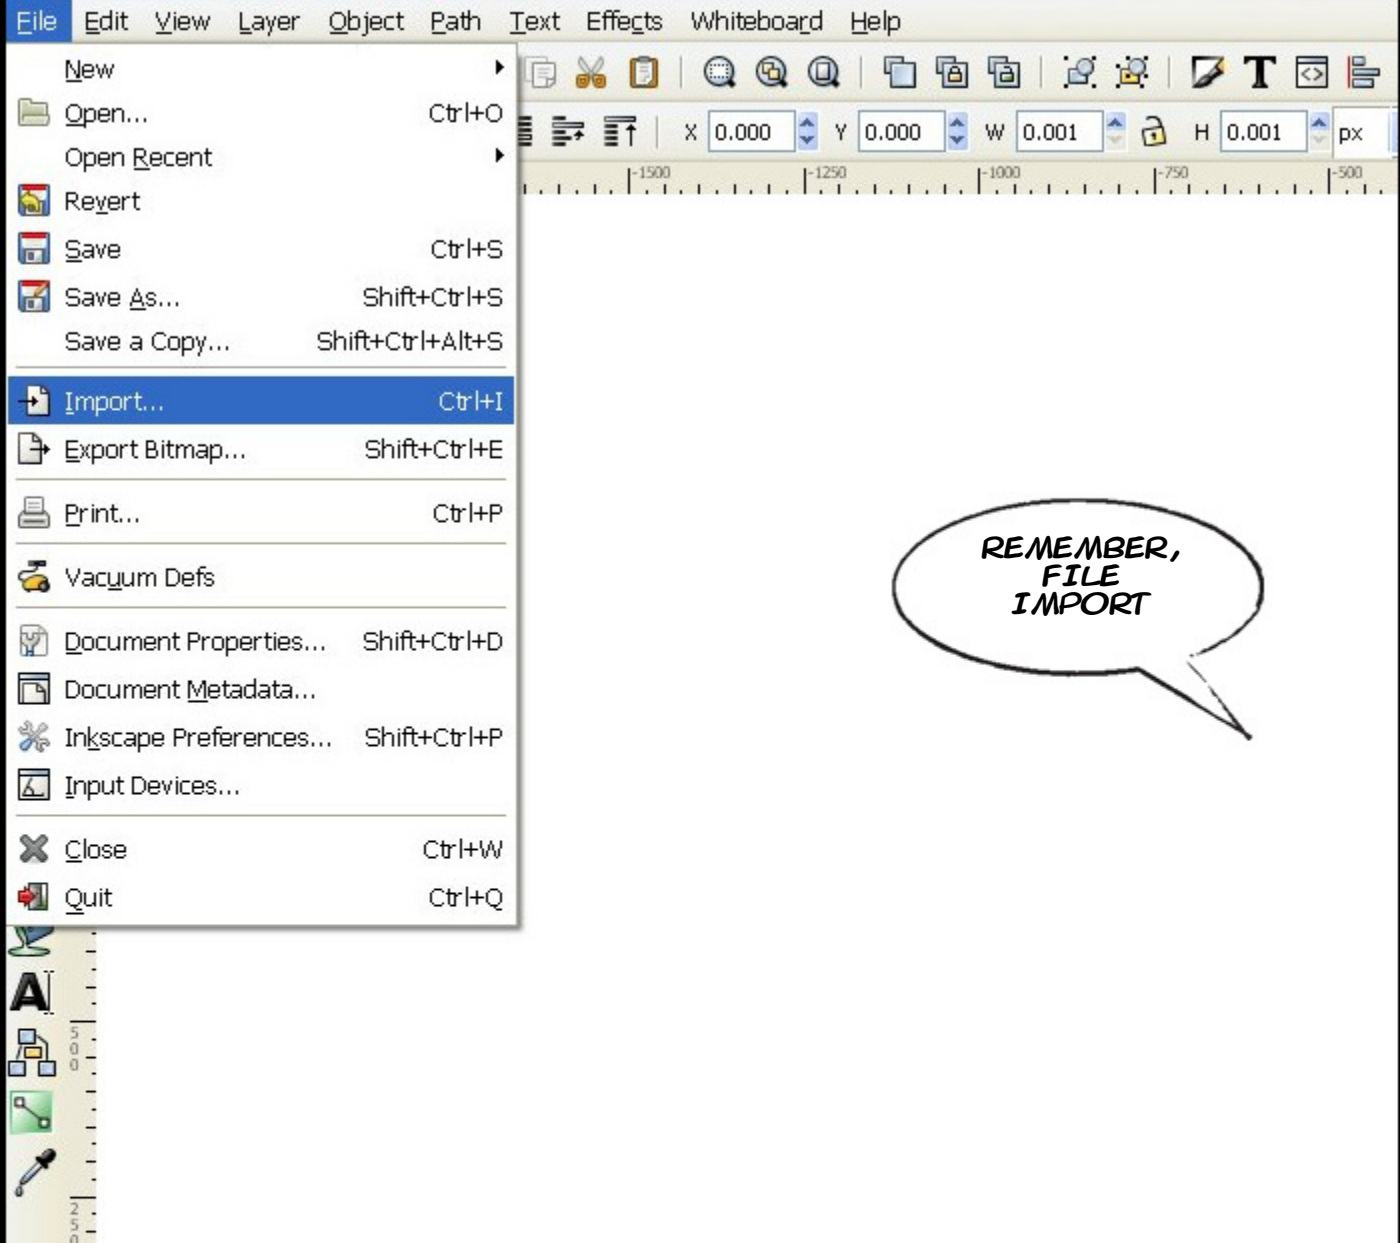 File Edit View Layer Object Path Text Effects Whiteboard Help
New
Open... Ctrl+O
Open Recent
Revert
Save Ctrl+S
Save As... Shift+Ctrl+S
Save a Copy... Shift+Ctrl+Alt+S
Import... Ctrl+I
Export Bitmap... Shift+Ctrl+E
Print... Ctrl+P
Vacuum Defs
Document Properties... Shift+Ctrl+D
Document Metadata...
Inkscape Preferences... Shift+Ctrl+P
Input Devices...
Close Ctrl+W
Quit Ctrl+Q
X 0.000 Y 0.000 W 0.001 H 0.001 px
-1500 -1250 -1000 -750 -500
REMEMBER,
FILE
IMPORT
500
250